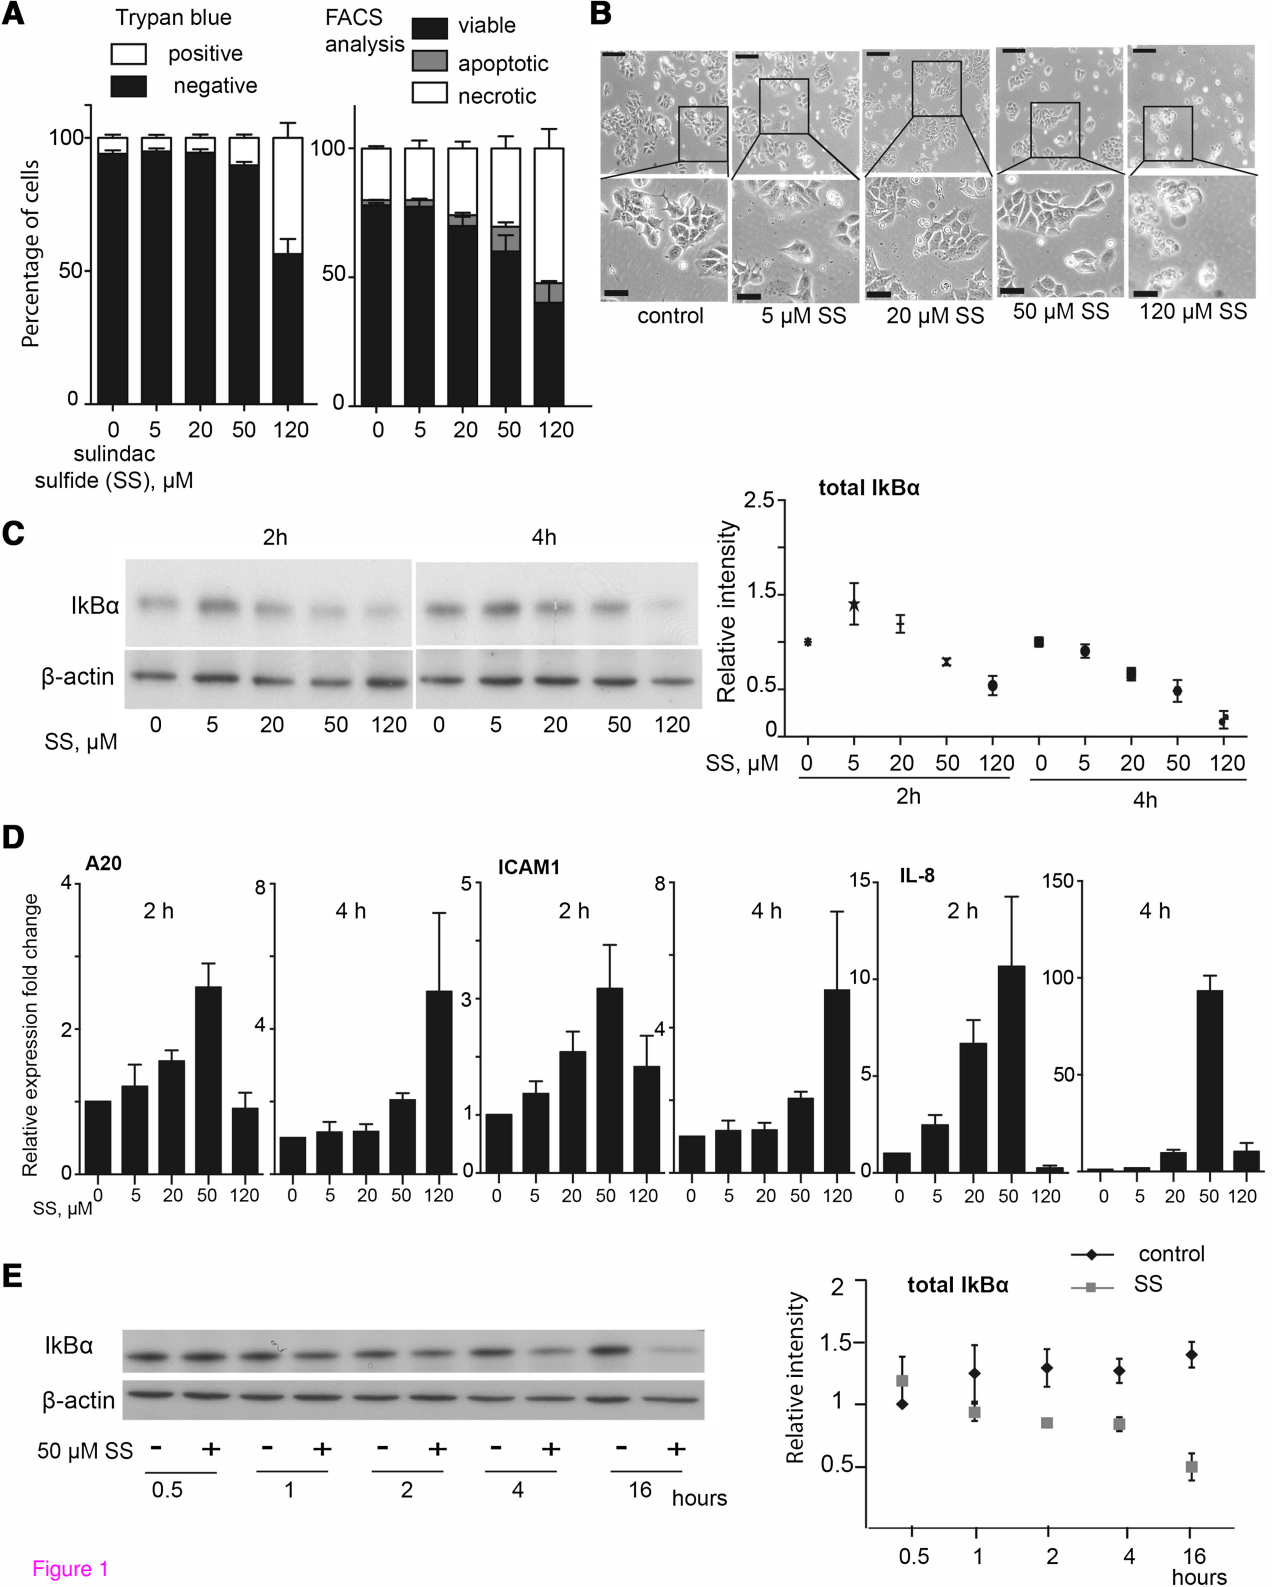 A
Trypan blue
positive
negative
FACS
analysis
viable
apoptotic
necrotic
Percentage of cells
100
50
0
0 5 20 50 120
sulindac
sulfide (SS), µM
100
50
0
0 5 20 50 120
B
control
5 µM SS
20 µM SS
50 µM SS
120 µM SS
C
2h
4h
IkBα
β-actin
0 5 20 50 120 0 5 20 50 120
SS, µM
total IkBα
Relative intensity
2.5
1.5
0.5
0
SS, µM 0 5 20 50 120 0 5 20 50 120
2h
4h
D
Relative expression fold change
A20
2 h
4
2
0
0 5 20 50 120
SS, µM
4 h
8
4
0 5 20 50 120
ICAM1
2 h
5
3
1
0
0 5 20 50 120
4 h
8
4
0 5 20 50 120
IL-8
2 h
15
10
5
0
0 5 20 50 120
4 h
150
100
50
0 5 20 50 120
E
IkBα
β-actin
50 µM SS - + - + - + - + - +
0.5 1 2 4 16 hours
control
SS
total IkBα
Relative intensity
2
1.5
1
0.5
0.5 1 2 4 16
hours
Figure 1